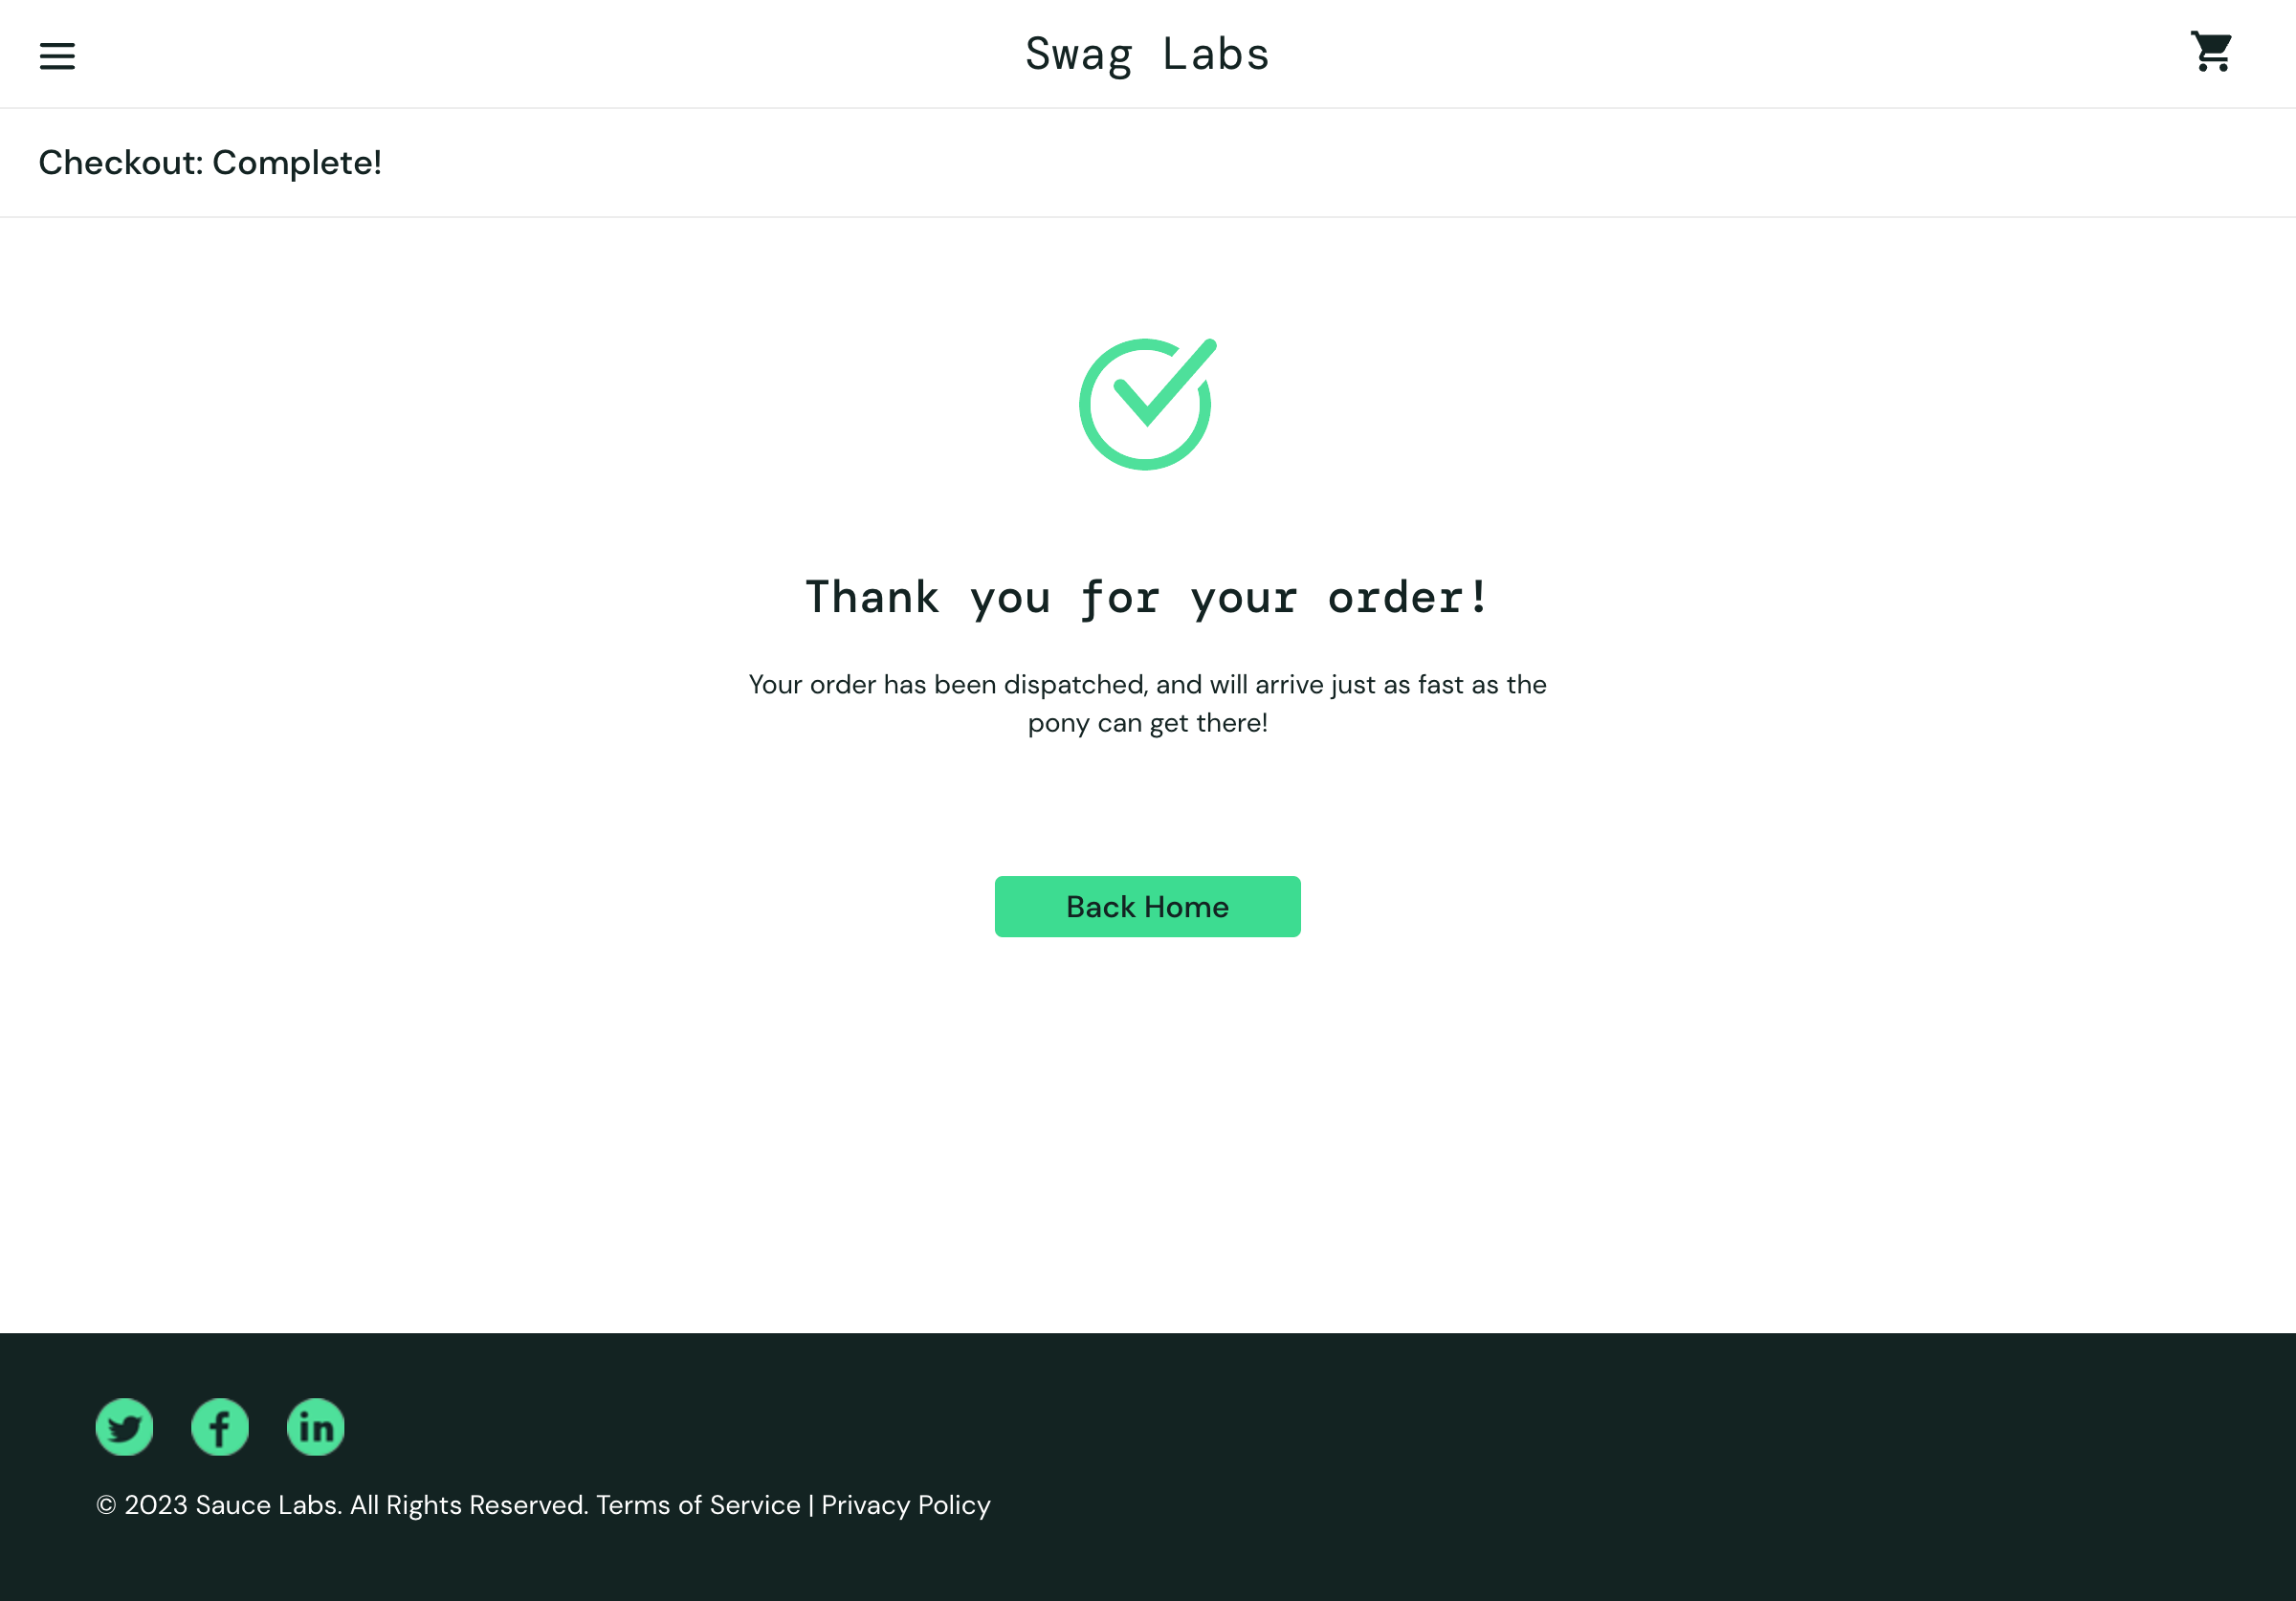 Swag Labs
Checkout: Complete!
Thank you for your order!
Your order has been dispatched, and will arrive just as fast as the
pony can get there!
Back Home
© 2023 Sauce Labs. All Rights Reserved. Terms of Service | Privacy Policy